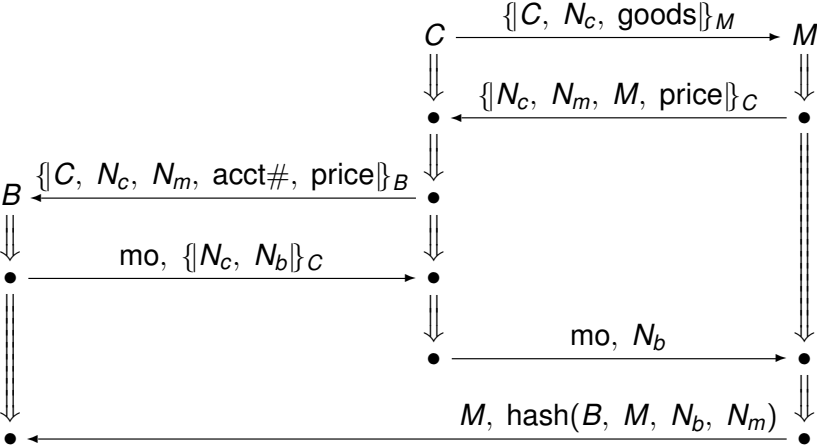 C {|C, N_c, goods|}_M M
{|N_c, N_m, M, price|}_C
B {|C, N_c, N_m, acct#, price|}_B
mo, {|N_c, N_b|}_C
mo, N_b
M, hash(B, M, N_b, N_m)